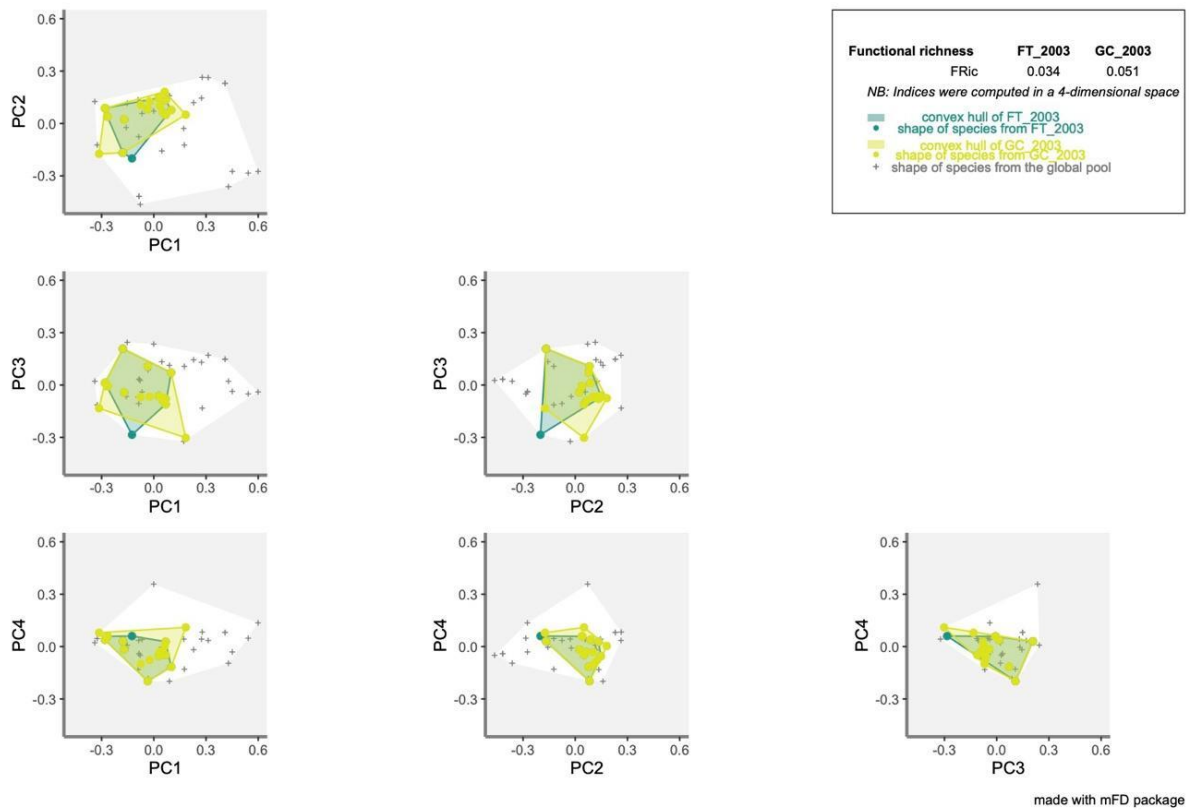 0.6
0.3
0.0
-0.3
PC2
-0.3 0.0 0.3 0.6
PC1
Functional richness FT_2003 GC_2003
FRic 0.034 0.051
NB: Indices were computed in a 4-dimensional space
convex hull of FT_2003
shape of species from FT_2003
convex hull of GC_2003
shape of species from GC_2003
shape of species from the global pool
0.6
0.3
0.0
-0.3
PC3
-0.3 0.0 0.3 0.6
PC1
0.6
0.3
0.0
-0.3
PC3
-0.3 0.0 0.3 0.6
PC2
0.6
0.3
0.0
-0.3
PC4
-0.3 0.0 0.3 0.6
PC1
0.6
0.3
0.0
-0.3
PC4
-0.3 0.0 0.3 0.6
PC2
0.6
0.3
0.0
-0.3
PC4
-0.3 0.0 0.3 0.6
PC3
made with mFD package